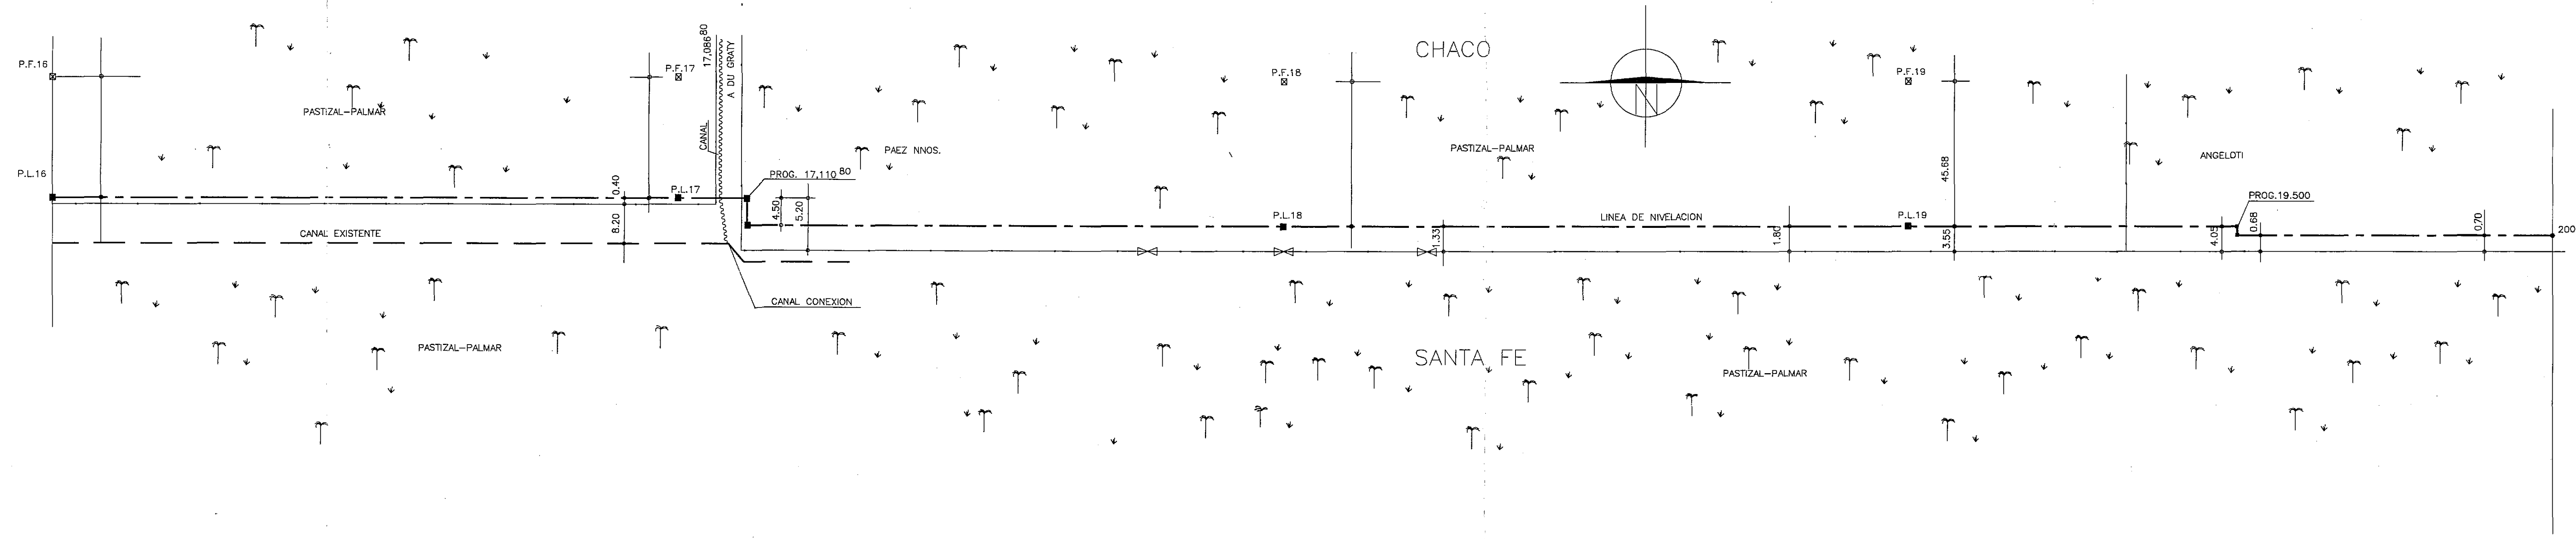 CHACO
P.F.16
P.F.17
17,086 80
A DU GRATY
CANAL
P.F.18
N
P.F.19
PASTIZAL-PALMAR
PAEZ NNOS.
PASTIZAL-PALMAR
ANGELOTI
P.L.16
P.L.17
PROG. 17,110 80
0.40
8.20
4.50
5.20
P.L.18
LINEA DE NIVELACION
P.L.19
45.68
PROG.19.500
CANAL EXISTENTE
1.33
1.80
3.55
4.05
0.68
0.70
200
CANAL CONEXION
PASTIZAL-PALMAR
SANTA FE
PASTIZAL-PALMAR